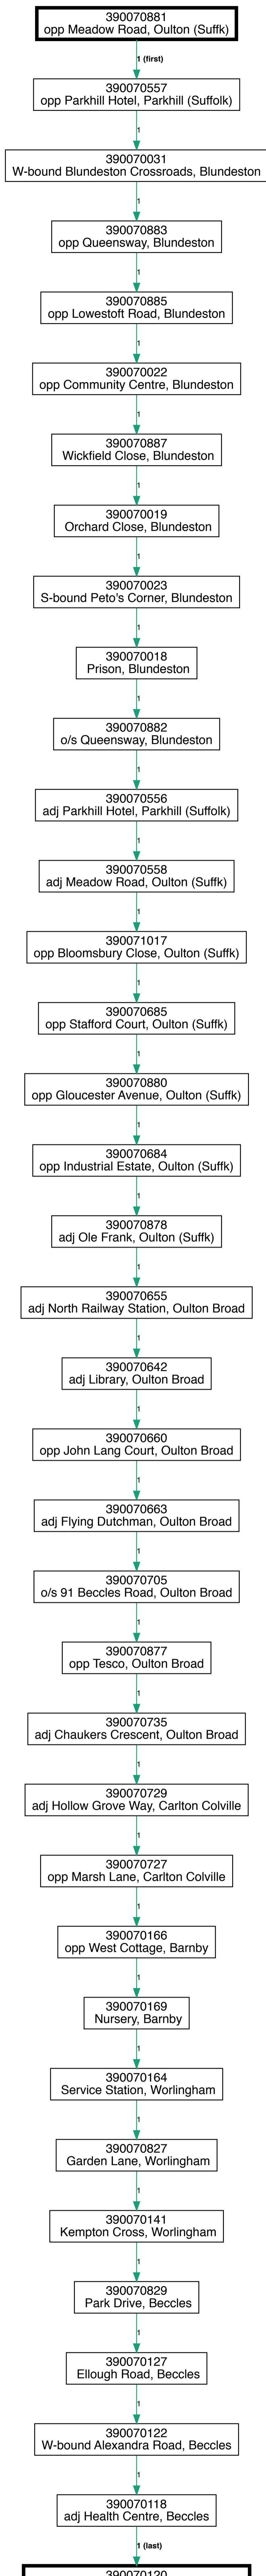 390070881
opp Meadow Road, Oulton (Suffk)
1 (first)
390070557
opp Parkhill Hotel, Parkhill (Suffolk)
1
390070031
W-bound Blundeston Crossroads, Blundeston
1
390070883
opp Queensway, Blundeston
1
390070885
opp Lowestoft Road, Blundeston
1
390070022
opp Community Centre, Blundeston
1
390070887
Wickfield Close, Blundeston
1
390070019
Orchard Close, Blundeston
1
390070023
S-bound Peto's Corner, Blundeston
1
390070018
Prison, Blundeston
1
390070882
o/s Queensway, Blundeston
1
390070556
adj Parkhill Hotel, Parkhill (Suffolk)
1
390070558
adj Meadow Road, Oulton (Suffk)
1
390071017
opp Bloomsbury Close, Oulton (Suffk)
1
390070685
opp Stafford Court, Oulton (Suffk)
1
390070880
opp Gloucester Avenue, Oulton (Suffk)
1
390070684
opp Industrial Estate, Oulton (Suffk)
1
390070878
adj Ole Frank, Oulton (Suffk)
1
390070655
adj North Railway Station, Oulton Broad
1
390070642
adj Library, Oulton Broad
1
390070660
opp John Lang Court, Oulton Broad
1
390070663
adj Flying Dutchman, Oulton Broad
1
390070705
o/s 91 Beccles Road, Oulton Broad
1
390070877
opp Tesco, Oulton Broad
1
390070735
adj Chaukers Crescent, Oulton Broad
1
390070729
adj Hollow Grove Way, Carlton Colville
1
390070727
opp Marsh Lane, Carlton Colville
1
390070166
opp West Cottage, Barnby
1
390070169
Nursery, Barnby
1
390070164
Service Station, Worlingham
1
390070827
Garden Lane, Worlingham
1
390070141
Kempton Cross, Worlingham
1
390070829
Park Drive, Beccles
1
390070127
Ellough Road, Beccles
1
390070122
W-bound Alexandra Road, Beccles
1
390070118
adj Health Centre, Beccles
1 (last)
390070120